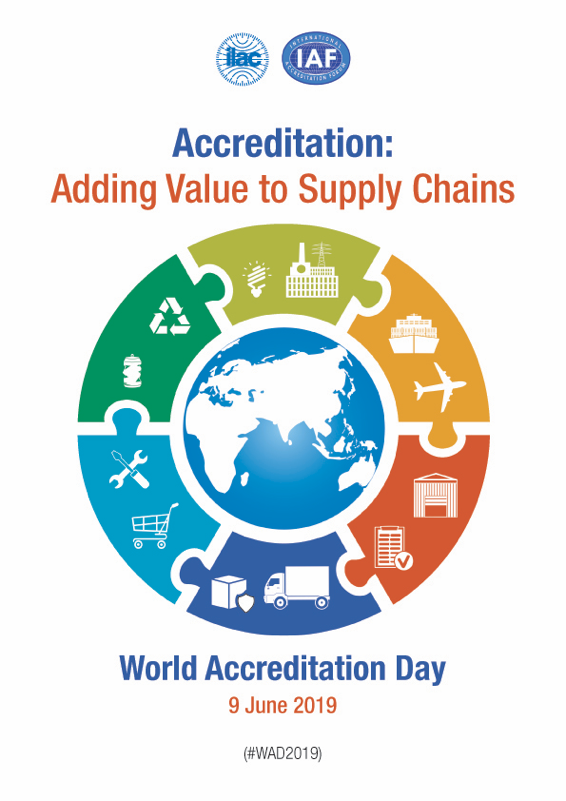 ilac
INTERNATIONAL
IAF
ACCREDITATION FORUM
Accreditation:
Adding Value to Supply Chains
World Accreditation Day
9 June 2019
(#WAD2019)